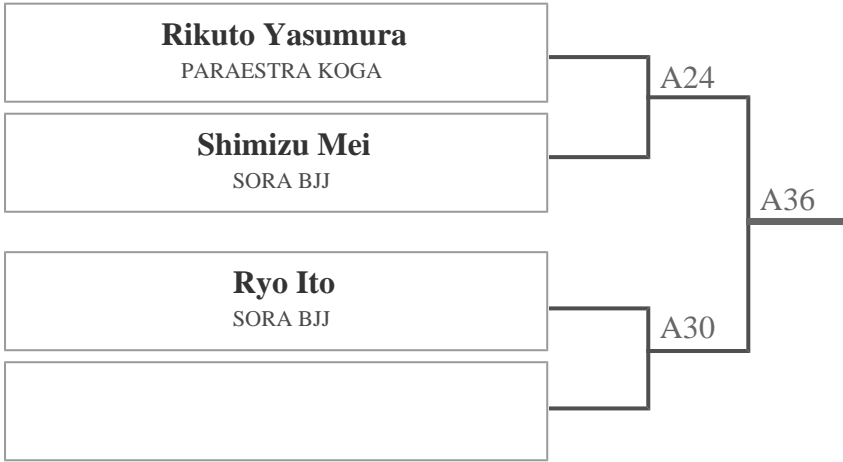 Rikuto Yasumura
PARAESTRA KOGA
A24
Shimizu Mei
SORA BJJ
A36
Ryo Ito
SORA BJJ
A30